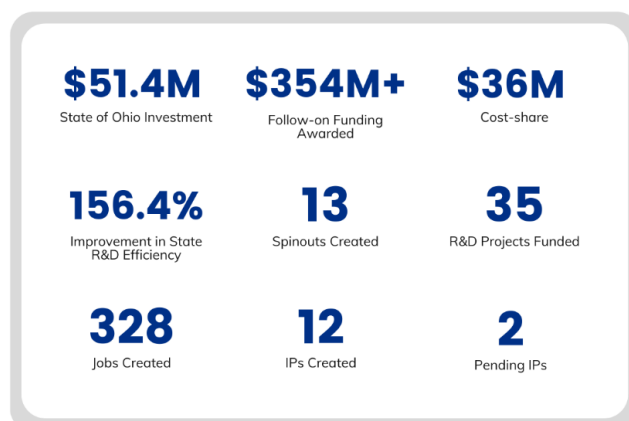 $51.4M
State of Ohio Investment
$354M+
Follow-on Funding
Awarded
$36M
Cost-share
156.4%
Improvement in State
R&D Efficiency
13
Spinouts Created
35
R&D Projects Funded
328
Jobs Created
12
IPs Created
2
Pending IPs